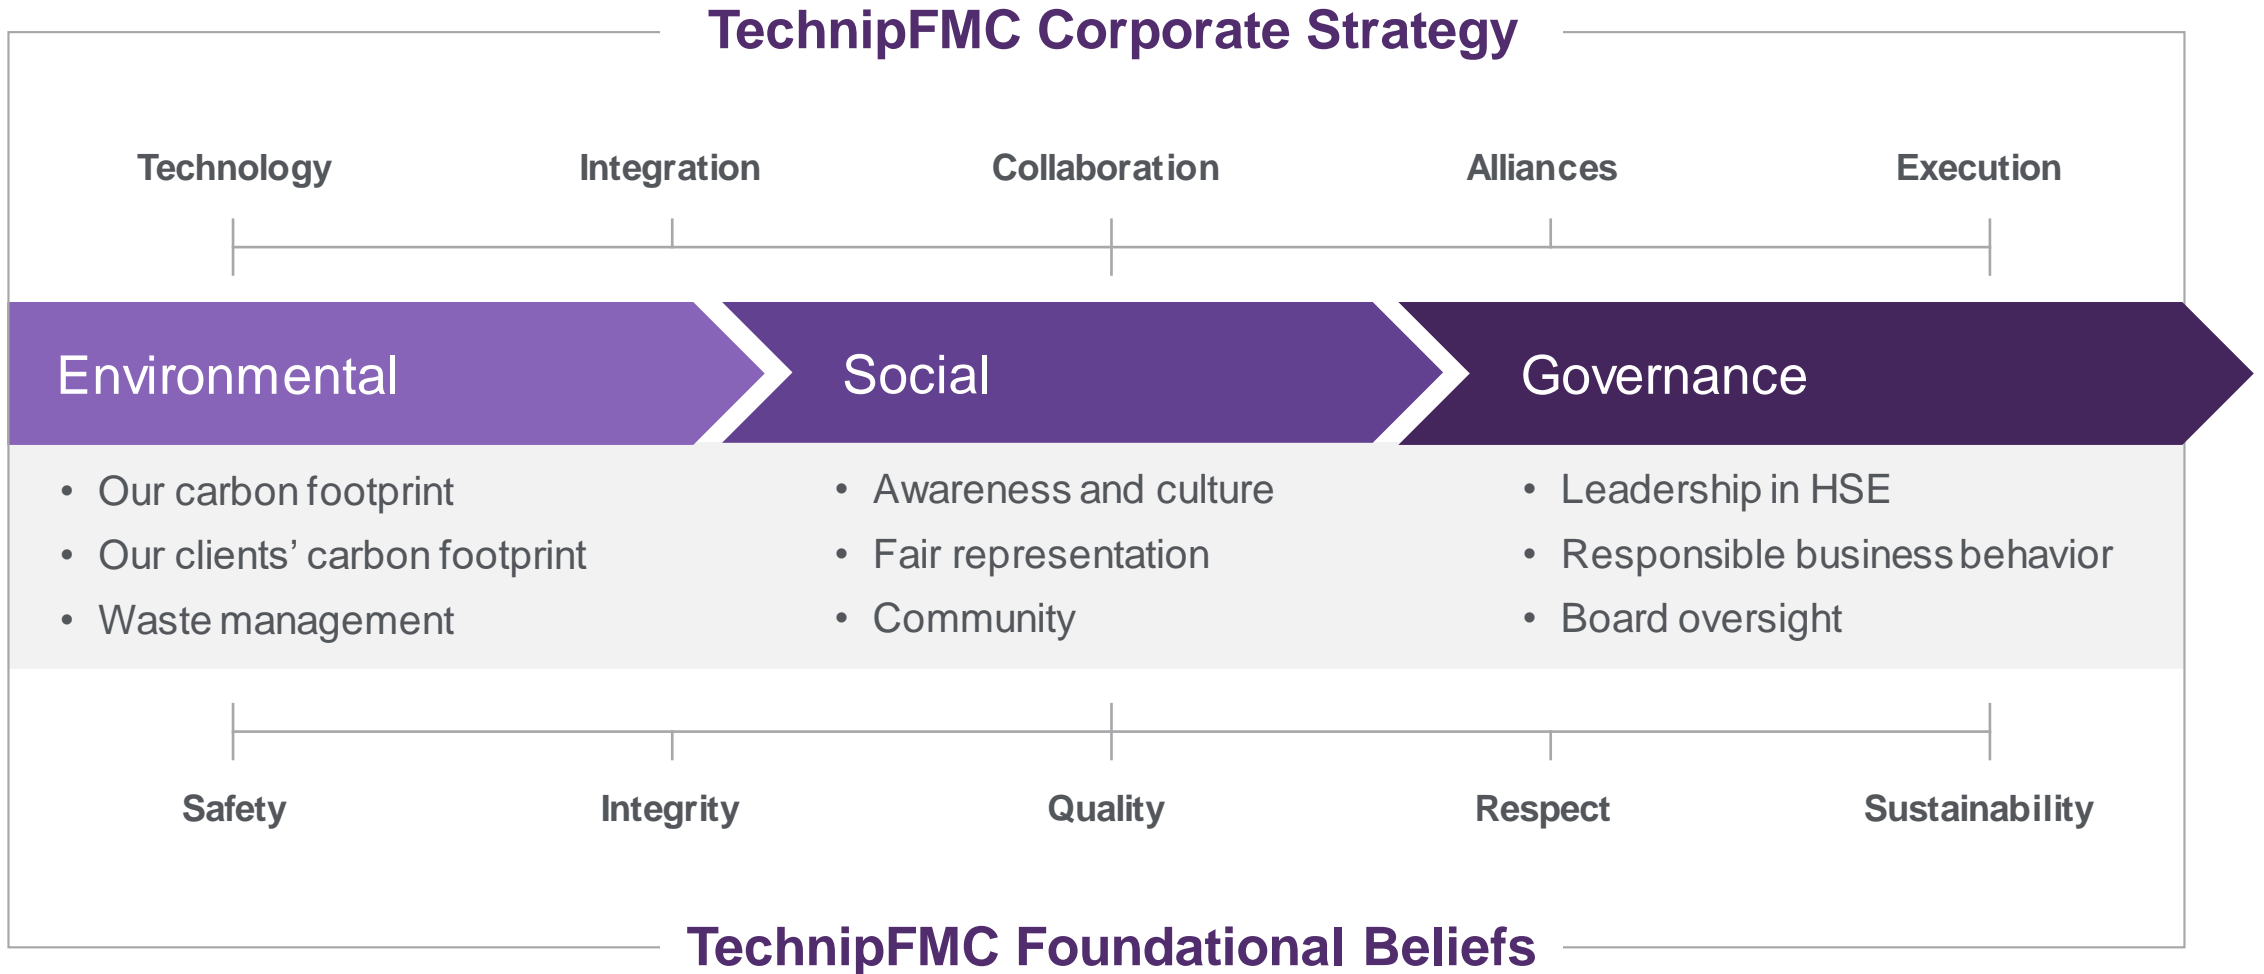 TechnipFMC Corporate Strategy
Technology Integration Collaboration Alliances Execution
Environmental
• Our carbon footprint
• Our clients’ carbon footprint
• Waste management
Social
• Awareness and culture
• Fair representation
• Community
Governance
• Leadership in HSE
• Responsible business behavior
• Board oversight
Safety Integrity Quality Respect Sustainability
TechnipFMC Foundational Beliefs